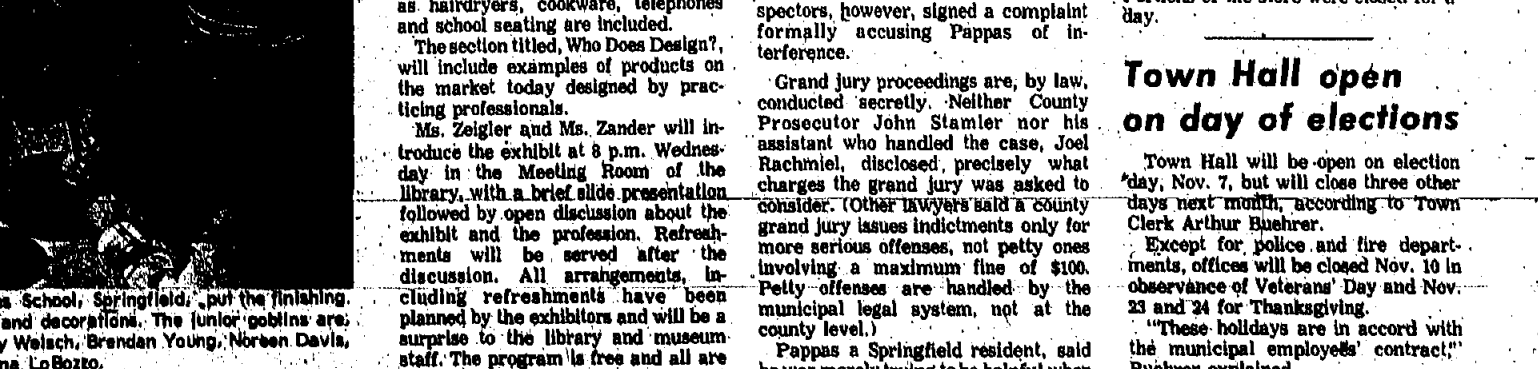 s School, Springfield, put the finishing
and decorations. The junior goblins are,
y Welsch, Brendan Young, Noreen Davis,
na LoBozzo.
as hairdryers, cookware, telephones
and school seating are included.
The section titled, Who Does Design?,
will include examples of products on
the market today designed by prac-
ticing professionals.
Ms. Zeigler and Ms. Zander will in-
troduce the exhibit at 8 p.m. Wednes-
day in the Meeting Room of the
library, with a brief slide presentation
followed by open discussion about the
exhibit and the profession. Refresh-
ments will be served after the
discussion. All arrangements, in-
cluding refreshments have been
planned by the exhibitors and will be a
surprise to the library and museum
staff. The program is free and all are
spectors, however, signed a complaint
formally accusing Pappas of in-
terference.
Grand jury proceedings are, by law,
conducted secretly. Neither County
Prosecutor John Stamler nor his
assistant who handled the case, Joel
Rachmiel, disclosed precisely what
charges the grand jury was asked to
consider. (Other lawyers said a county
grand jury issues indictments only for
more serious offenses, not petty ones
involving a maximum fine of $100.
Petty offenses are handled by the
municipal legal system, not at the
county level.)
Pappas a Springfield resident, said
day.
Town Hall open
on day of elections
Town Hall will be open on election
day, Nov. 7, but will close three other
days next month, according to Town
Clerk Arthur Buehrer.
Except for police and fire depart-
ments, offices will be closed Nov. 10 in
observance of Veterans' Day and Nov.
23 and 24 for Thanksgiving.
"These holidays are in accord with
the municipal employees' contract,"